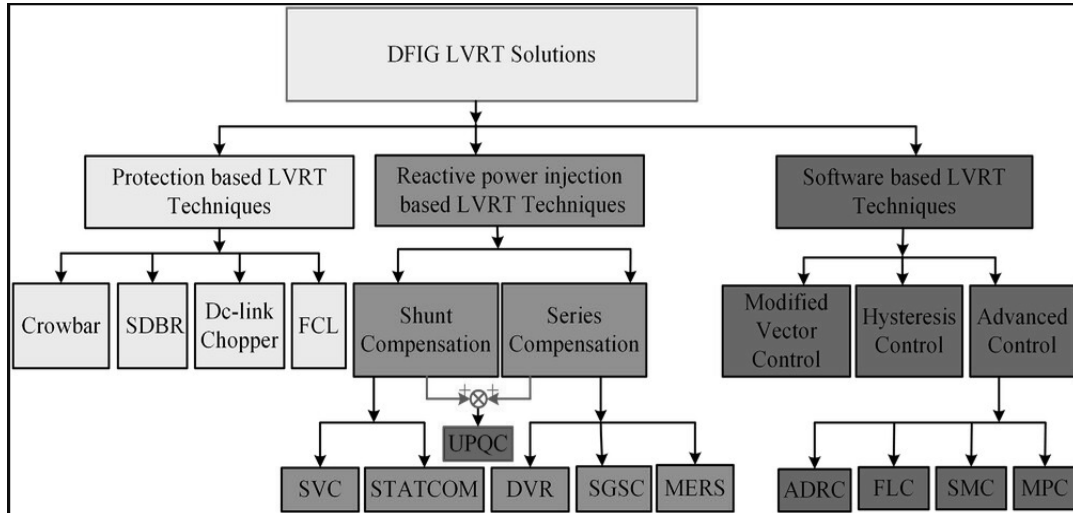 DFIG LVRT Solutions
Protection based LVRT
Techniques
Reactive power injection
based LVRT Techniques
Software based LVRT
Techniques
Crowbar
SDBR
Dc-link
Chopper
FCL
Shunt
Compensation
Series
Compensation
Modified
Vector
Control
Hysteresis
Control
Advanced
Control
+
+
UPQC
SVC
STATCOM
DVR
SGSC
MERS
ADRC
FLC
SMC
MPC